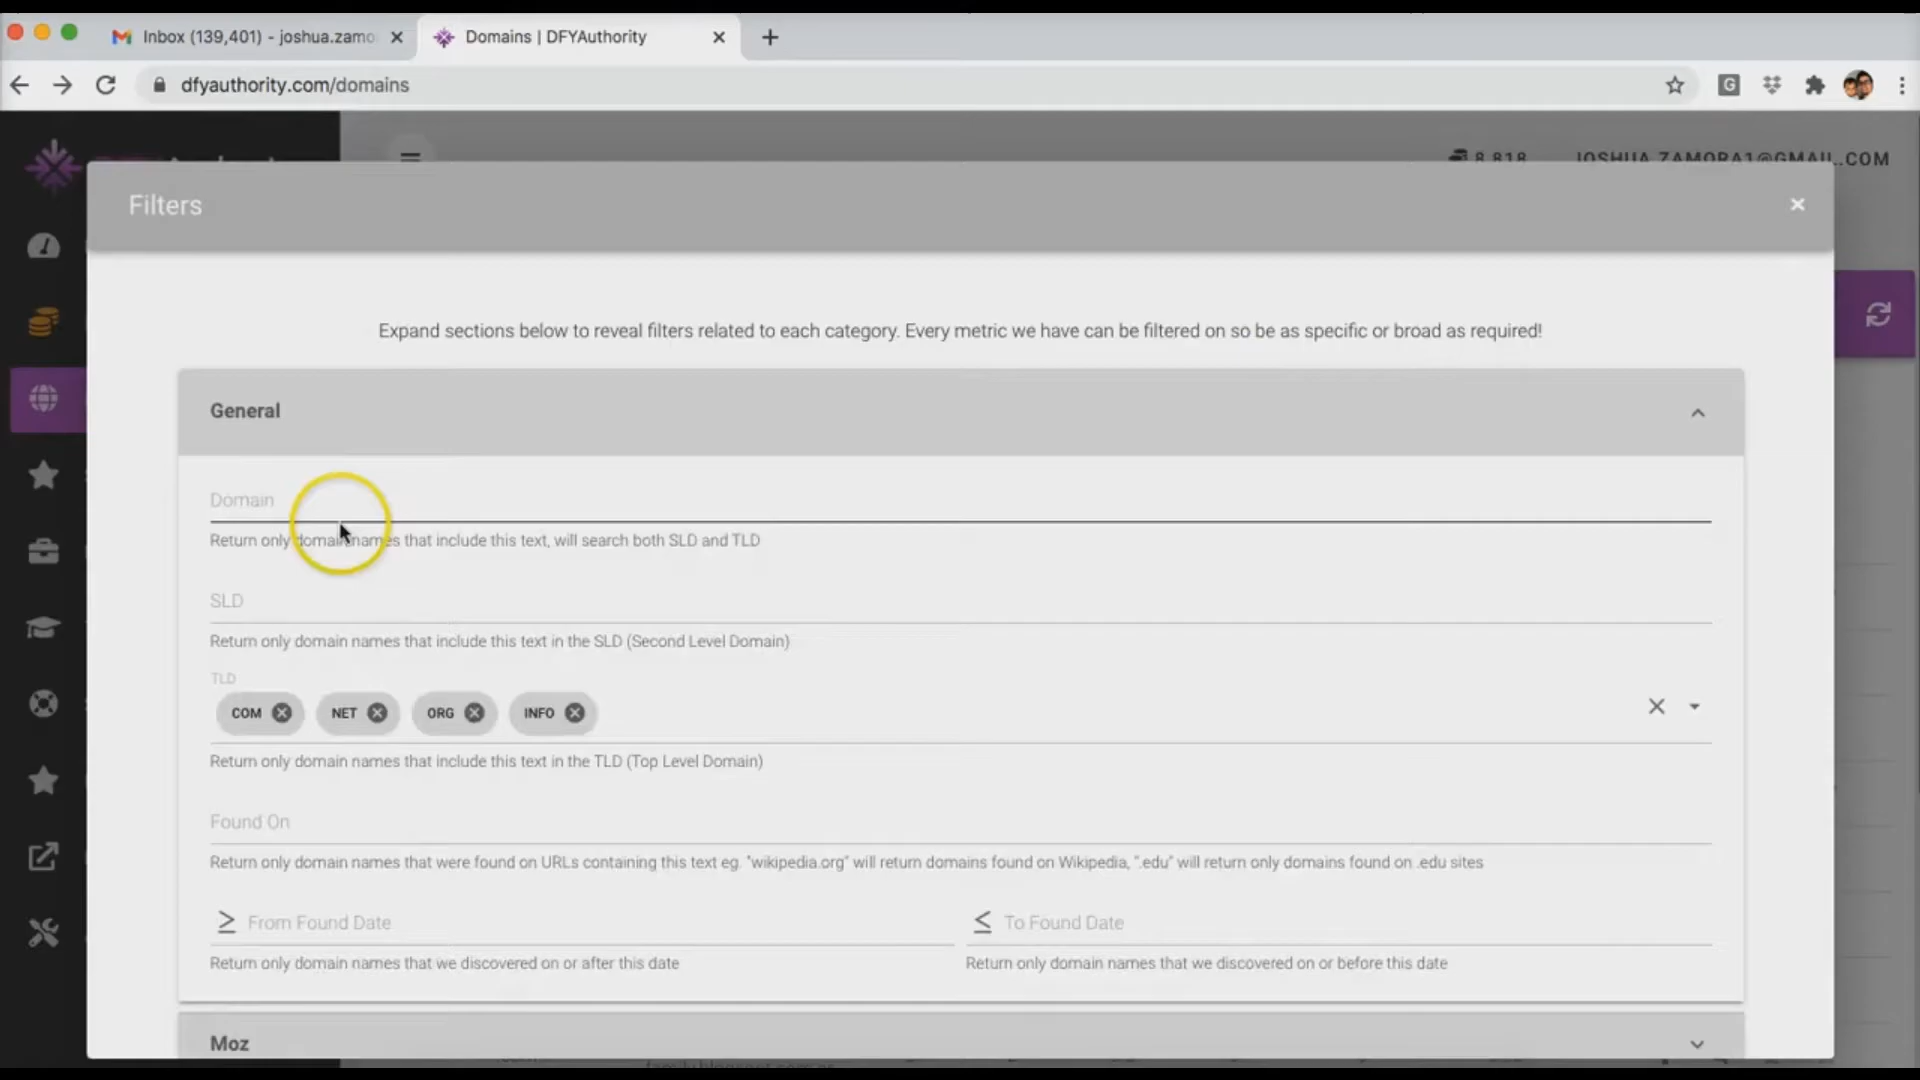 Inbox (139,401) - joshua.zamo
Domains | DFYAuthority
dfyauthority.com/domains
G
8,818
JOSHUA.ZAMORA1@GMAIL.COM
Filters
Expand sections below to reveal filters related to each category. Every metric we have can be filtered on so be as specific or broad as required!
General
Domain
Return only domain names that include this text, will search both SLD and TLD
SLD
Return only domain names that include this text in the SLD (Second Level Domain)
TLD
COM NET ORG INFO
Return only domain names that include this text in the TLD (Top Level Domain)
Found On
Return only domain names that were found on URLs containing this text eg. "wikipedia.org" will return domains found on Wikipedia, ".edu" will return only domains found on .edu sites
≥ From Found Date
≤ To Found Date
Return only domain names that we discovered on or after this date
Return only domain names that we discovered on or before this date
Moz